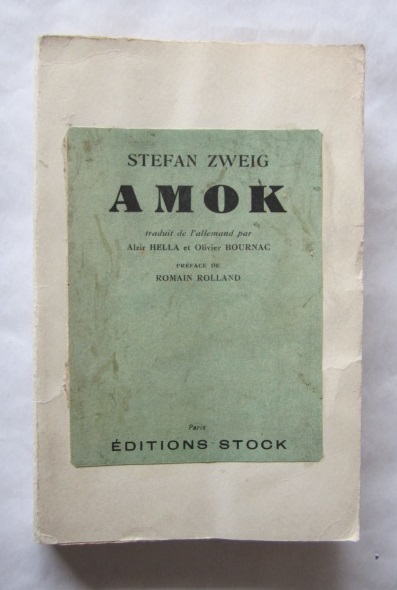 STEFAN ZWEIG
AMOK
traduit de l'allemand par
Alzir HELLA et Olivier BOURNAC
PRÉFACE DE
ROMAIN ROLLAND
Paris
ÉDITIONS STOCK